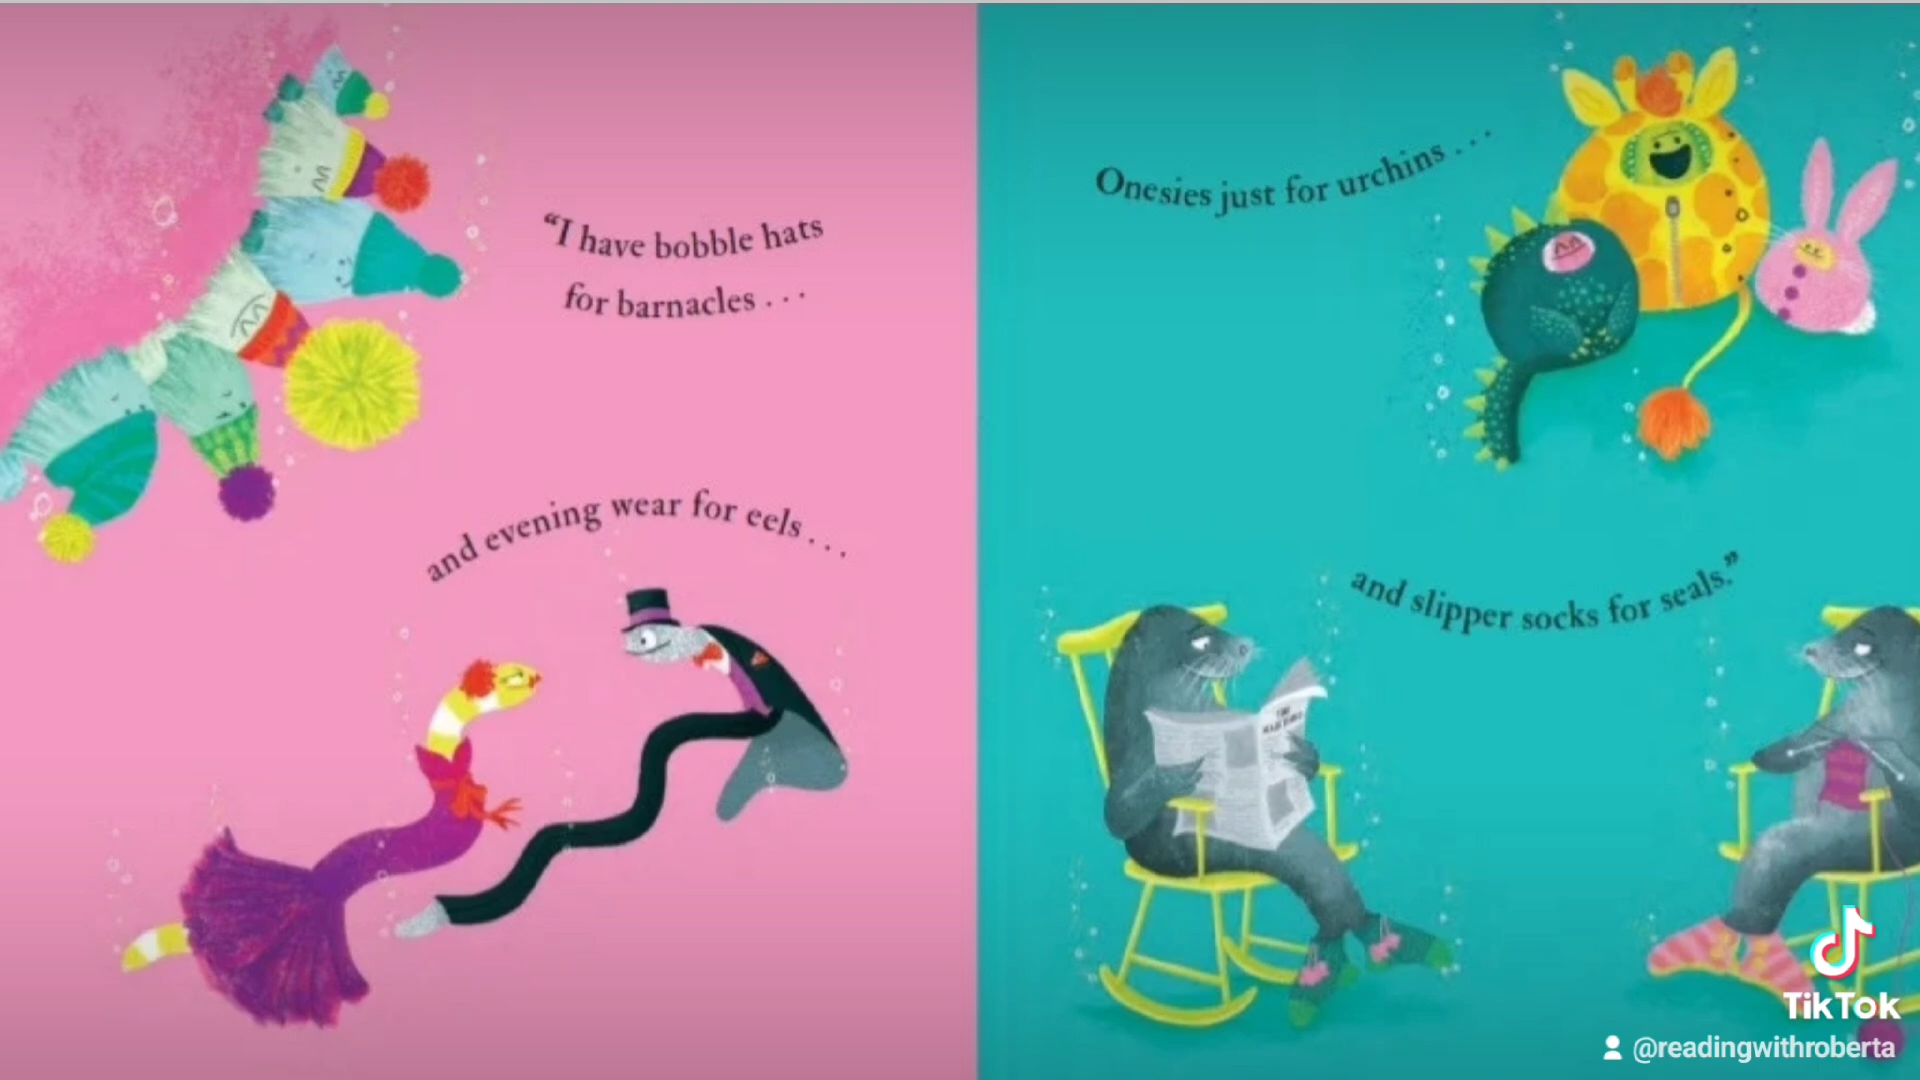 “I have bobble hats
for barnacles . . .
and evening wear for eels . . .
Onesies just for urchins . . .
and slipper socks for seals.”
THE
TikTok
@readingwithroberta